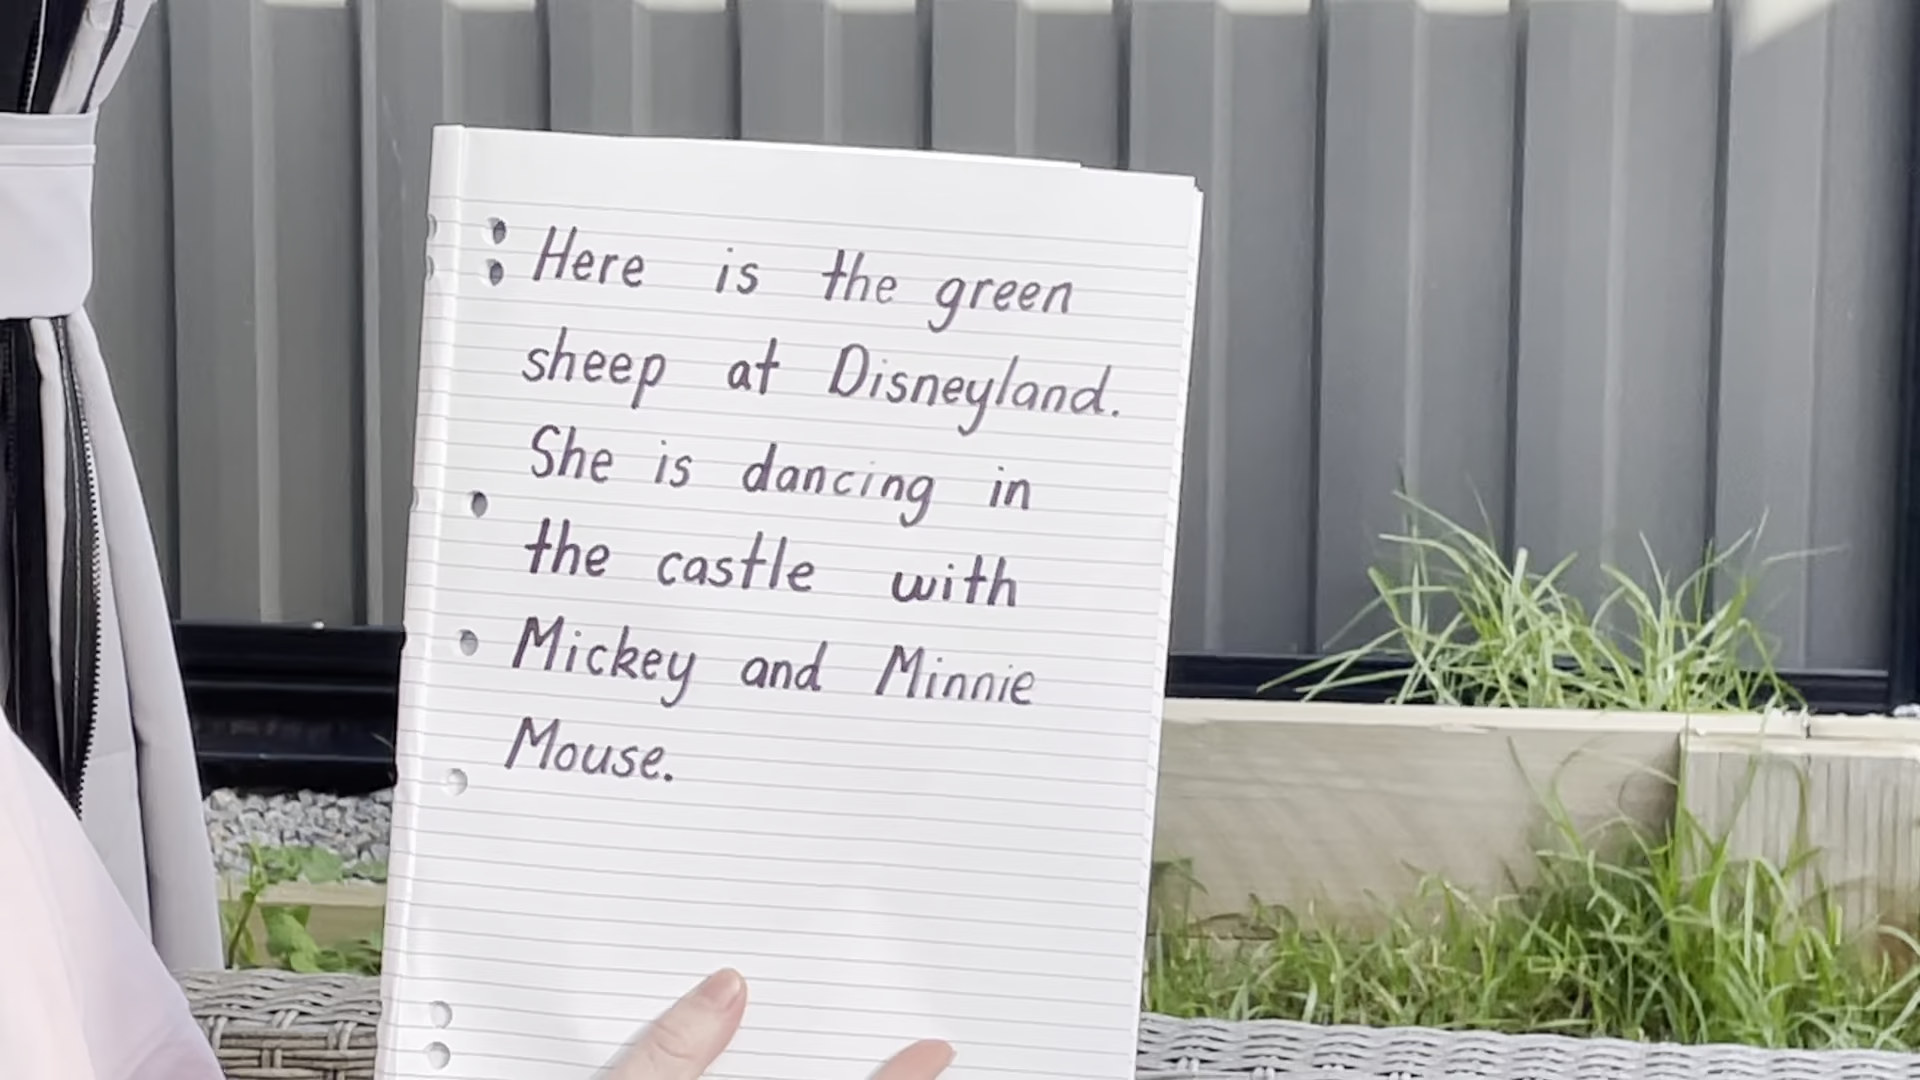 Here is the green
sheep at Disneyland.
She is dancing in
the castle with
Mickey and Minnie
Mouse.